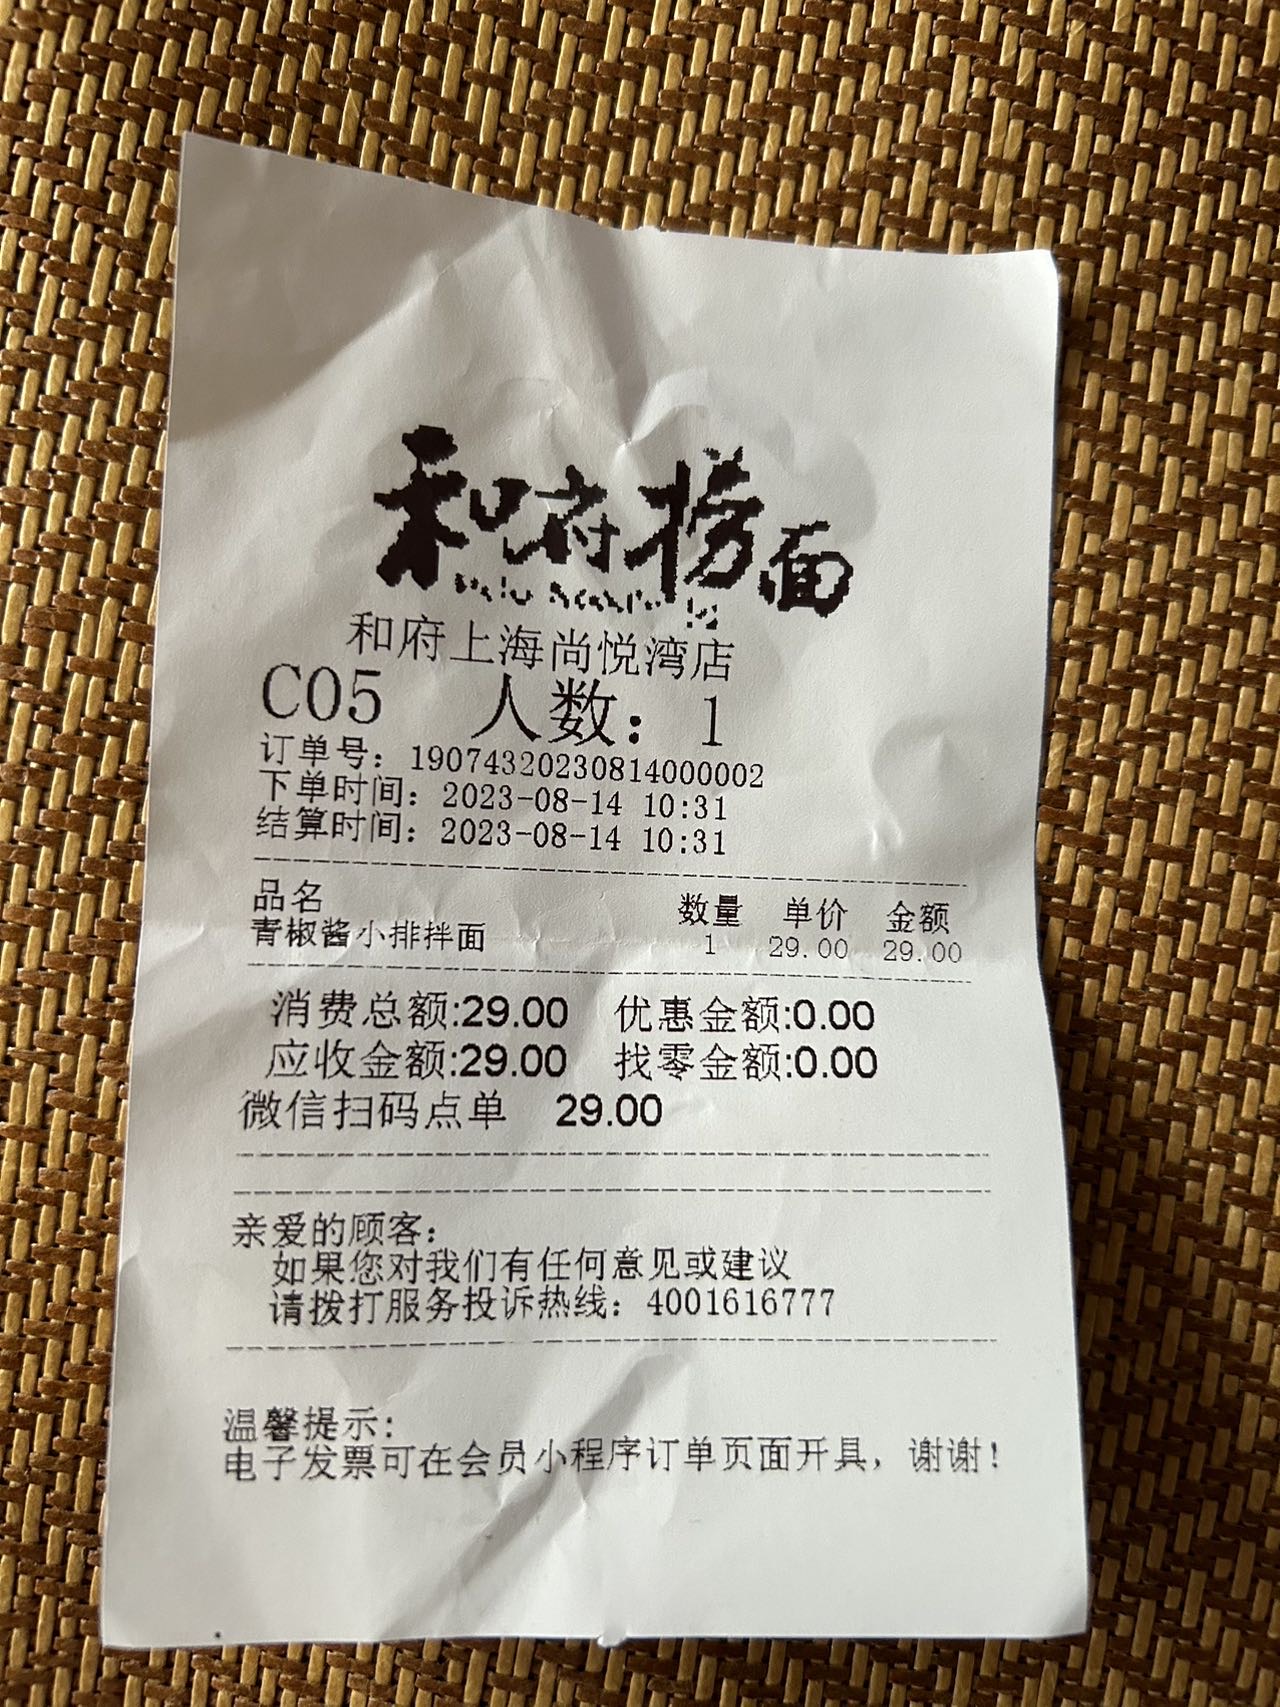 和府捞面
和府上海尚悦湾店
C05 人数：1
订单号：19074320230814000002
下单时间：2023-08-14 10:31
结算时间：2023-08-14 10:31
品名 数量 单价 金额
青椒酱小排拌面 1 29.00 29.00
消费总额:29.00 优惠金额:0.00
应收金额:29.00 找零金额:0.00
微信扫码点单 29.00
亲爱的顾客：
如果您对我们有任何意见或建议
请拨打服务投诉热线：4001616777
温馨提示：
电子发票可在会员小程序订单页面开具，谢谢！